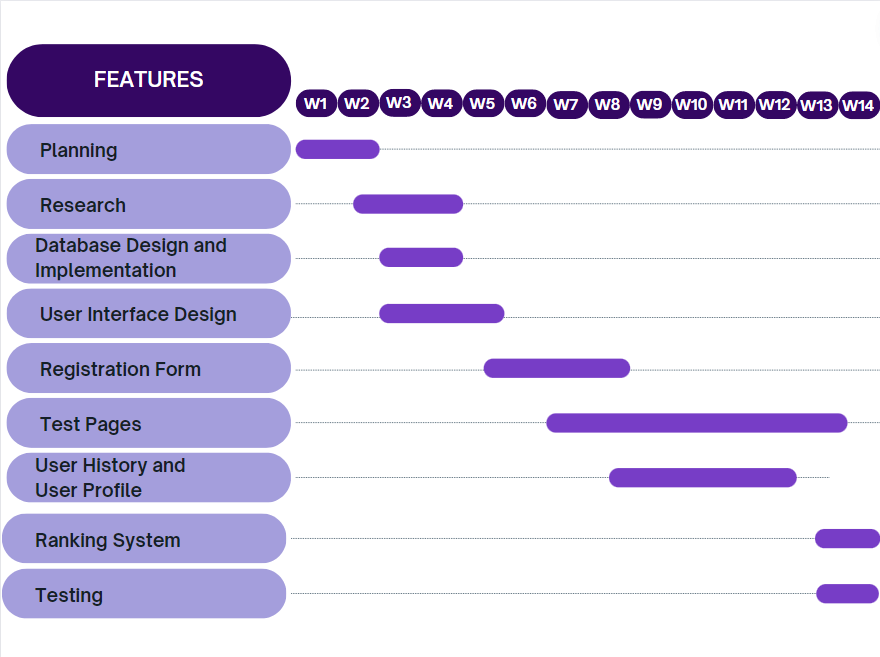 FEATURES
W1 W2 W3 W4 W5 W6 W7 W8 W9 W10 W11 W12 W13 W14
Planning
Research
Database Design and
Implementation
User Interface Design
Registration Form
Test Pages
User History and
User Profile
Ranking System
Testing